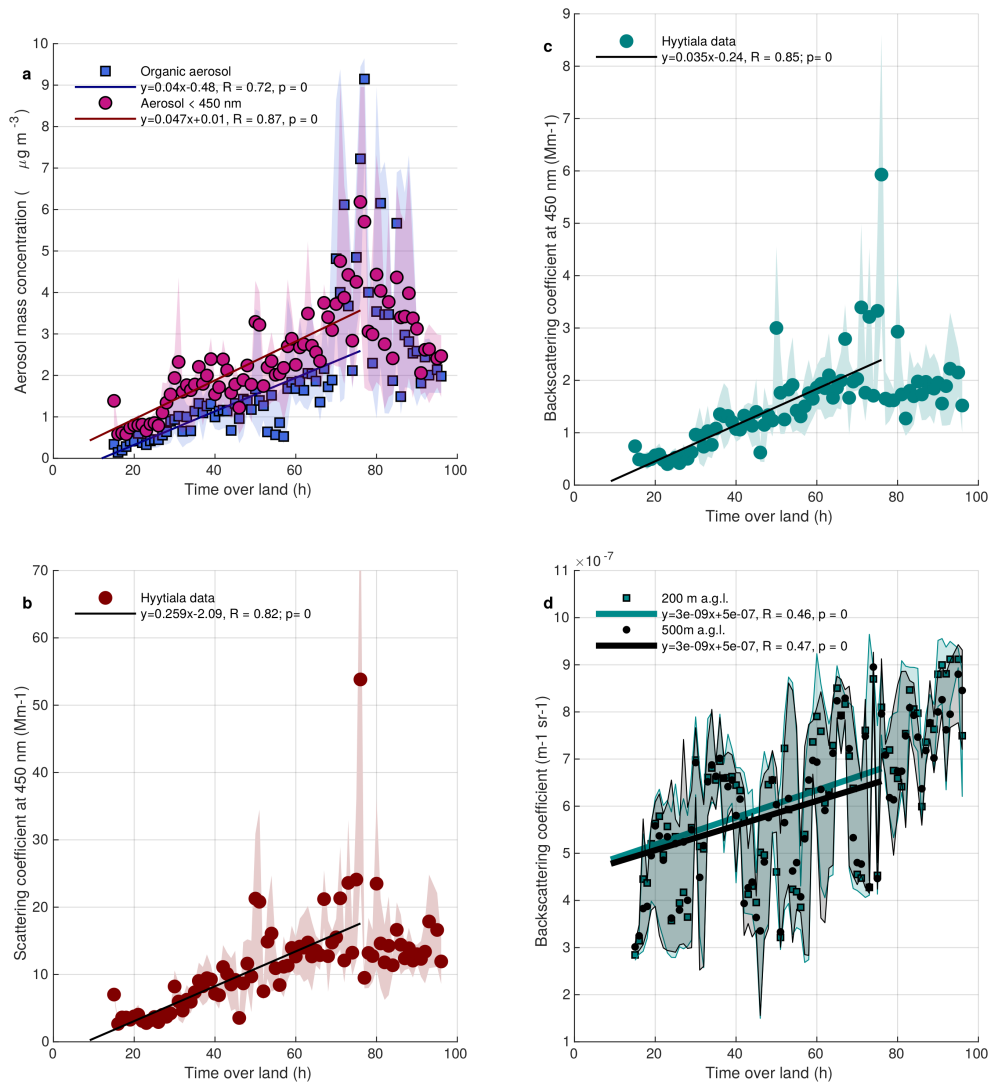 a
Organic aerosol
y=0.04x-0.48, R = 0.72, p = 0
Aerosol < 450 nm
y=0.047x+0.01, R = 0.87, p = 0
Aerosol mass concentration ( μg m -3)
10
9
8
7
6
5
4
3
2
1
0
0 20 40 60 80 100
Time over land (h)
c
Hyytiala data
y=0.035x-0.24, R = 0.85; p= 0
Backscattering coefficient at 450 nm (Mm-1)
9
8
7
6
5
4
3
2
1
0
0 20 40 60 80 100
Time over land (h)
b
Hyytiala data
y=0.259x-2.09, R = 0.82; p= 0
Scattering coefficient at 450 nm (Mm-1)
70
60
50
40
30
20
10
0
0 20 40 60 80 100
Time over land (h)
×10 -7
d
200 m a.g.l.
y=3e-09x+5e-07, R = 0.46, p = 0
500m a.g.l.
y=3e-09x+5e-07, R = 0.47, p = 0
Backscattering coefficient (m-1 sr-1)
11
10
9
8
7
6
5
4
3
2
1
0 20 40 60 80 100
Time over land (h)